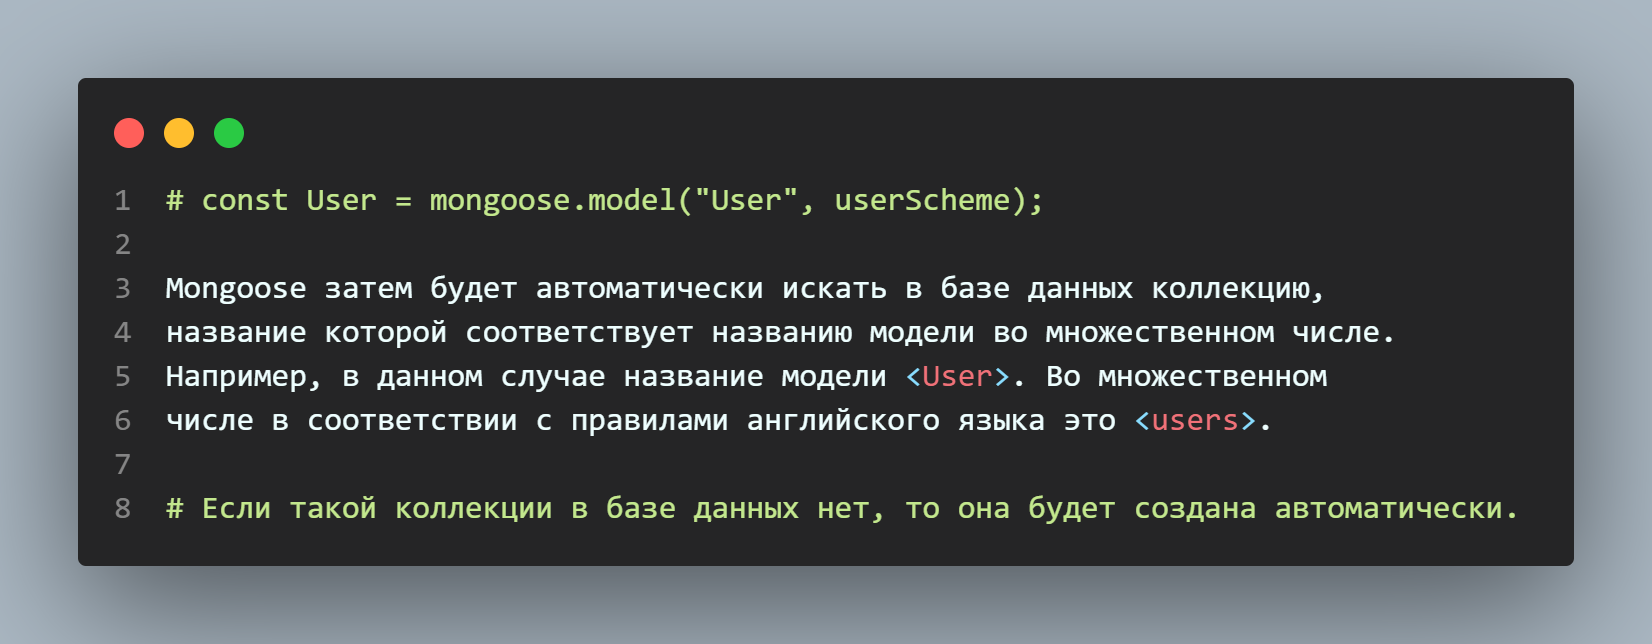 1 # const User = mongoose.model("User", userScheme);
2
3 Mongoose затем будет автоматически искать в базе данных коллекцию,
4 название которой соответствует названию модели во множественном числе.
5 Например, в данном случае название модели <User>. Во множественном
6 числе в соответствии с правилами английского языка это <users>.
7
8 # Если такой коллекции в базе данных нет, то она будет создана автоматически.